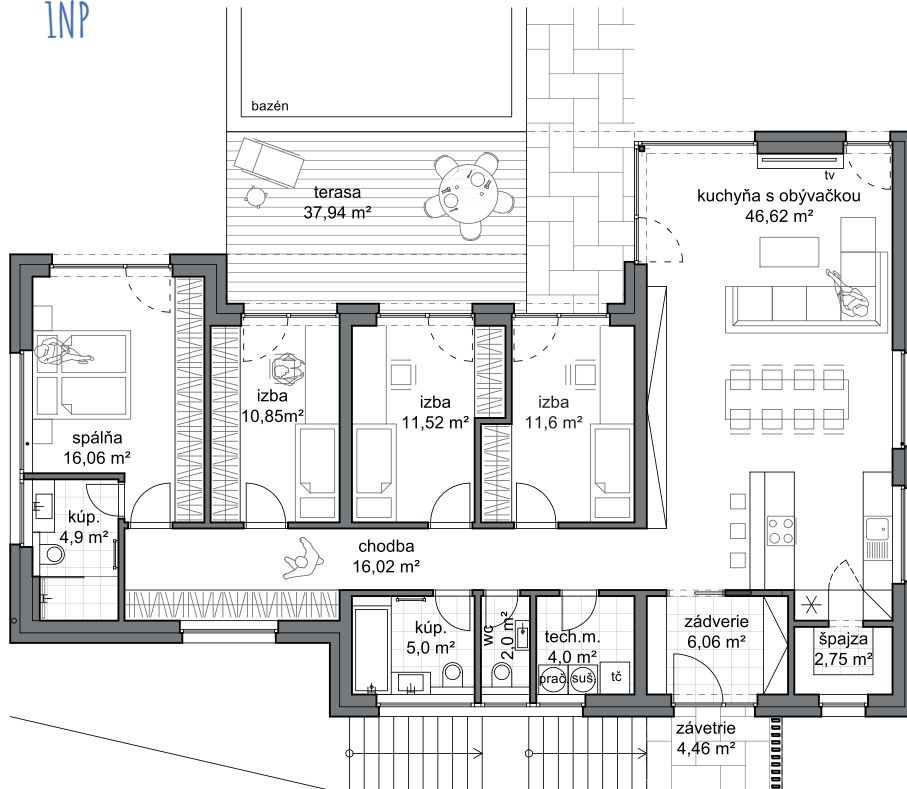 1NP
bazén
terasa
37,94 m²
tv
kuchyňa s obývačkou
46,62 m²
spálňa
16,06 m²
izba
10,85m²
izba
11,52 m²
izba
11,6 m²
kúp.
4,9 m²
chodba
16,02 m²
kúp.
5,0 m²
wc
2,0 m²
tech.m.
4,0 m²
prač
suš
tč
zádverie
6,06 m²
špajza
2,75 m²
závetrie
4,46 m²